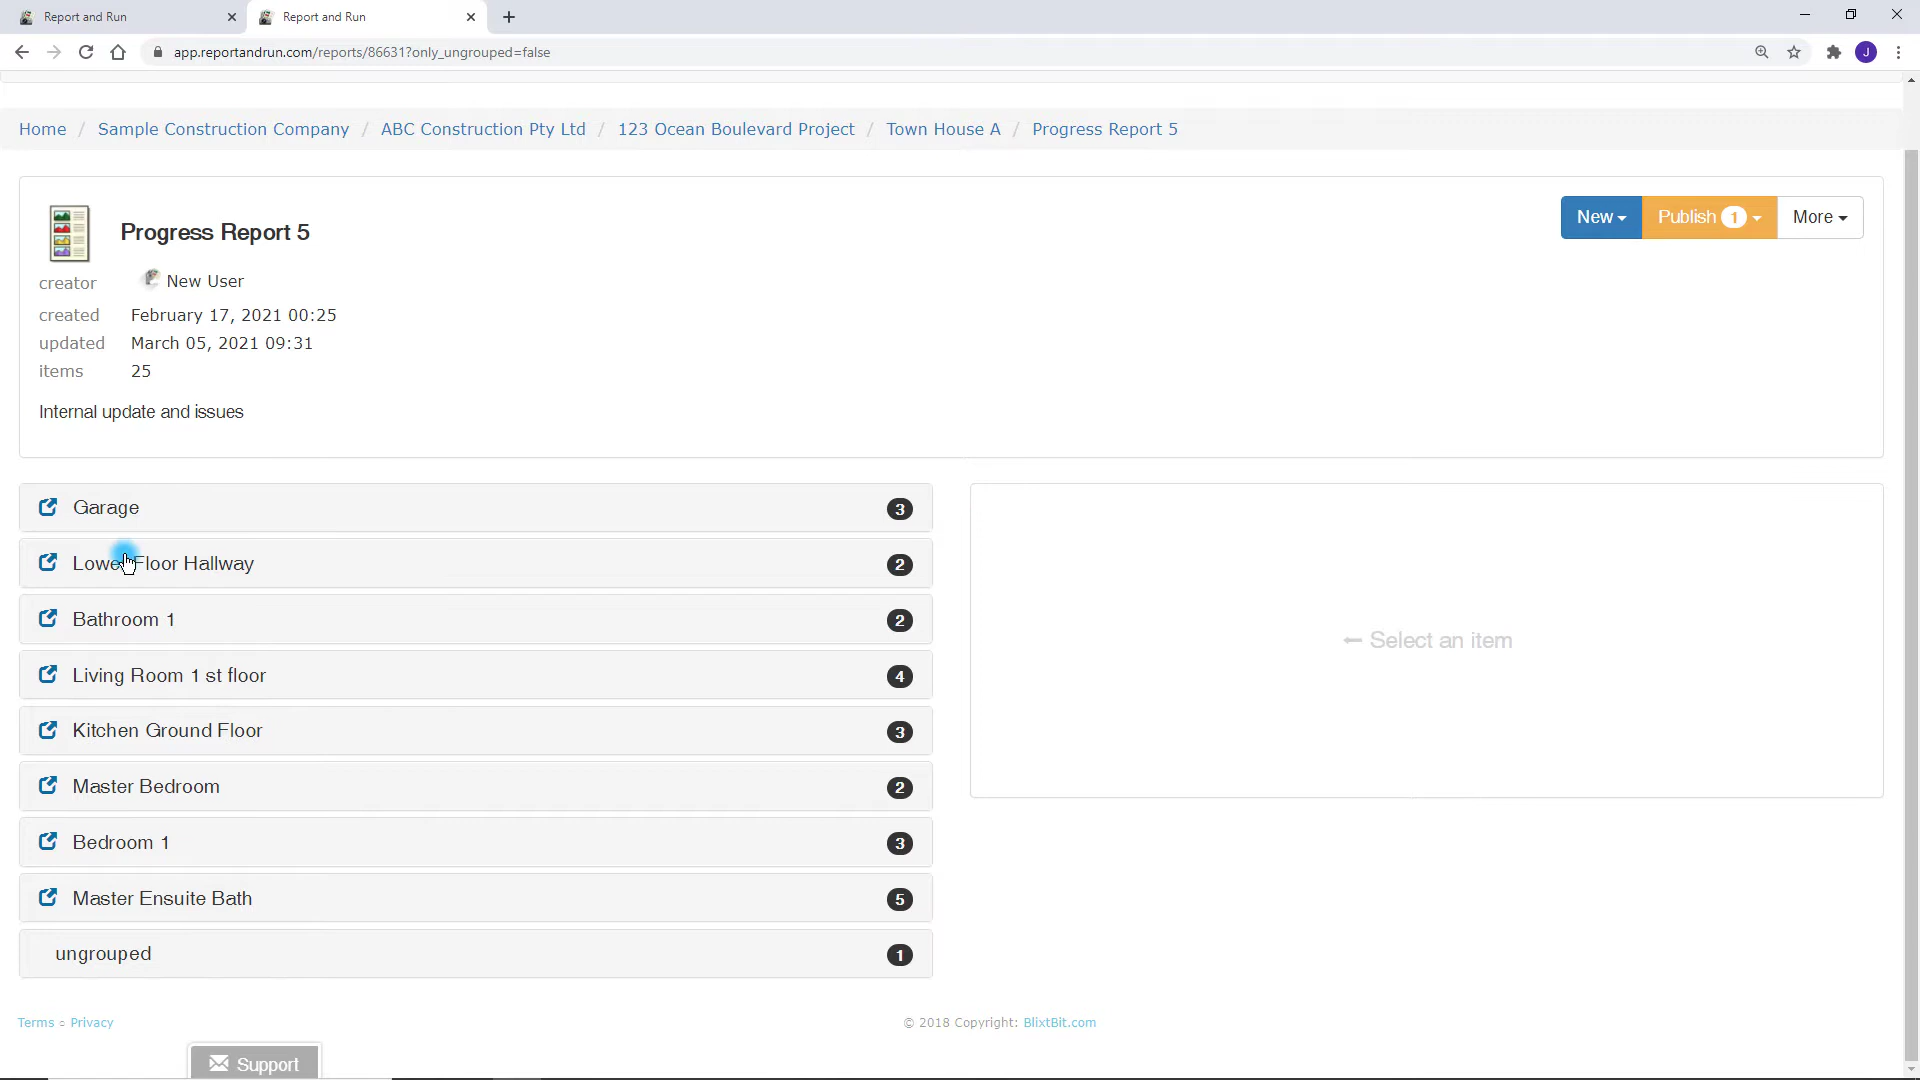 Report and Run
Report and Run
app.reportandrun.com/reports/86631?only_ungrouped=false
J
Home / Sample Construction Company / ABC Construction Pty Ltd / 123 Ocean Boulevard Project / Town House A / Progress Report 5
Progress Report 5
New
Publish 1
More
creator New User
created February 17, 2021 00:25
updated March 05, 2021 09:31
items 25
Internal update and issues
Garage 3
Lower Floor Hallway 2
Bathroom 1 2
Living Room 1 st floor 4
Kitchen Ground Floor 3
Master Bedroom 2
Bedroom 1 3
Master Ensuite Bath 5
ungrouped 1
Select an item
Terms - Privacy
© 2018 Copyright: BlixtBit.com
Support